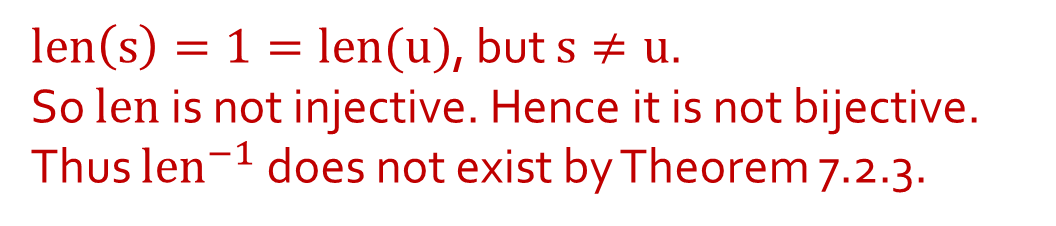 len(s) = 1 = len(u), but s ≠ u.
So len is not injective. Hence it is not bijective.
Thus len⁻¹ does not exist by Theorem 7.2.3.